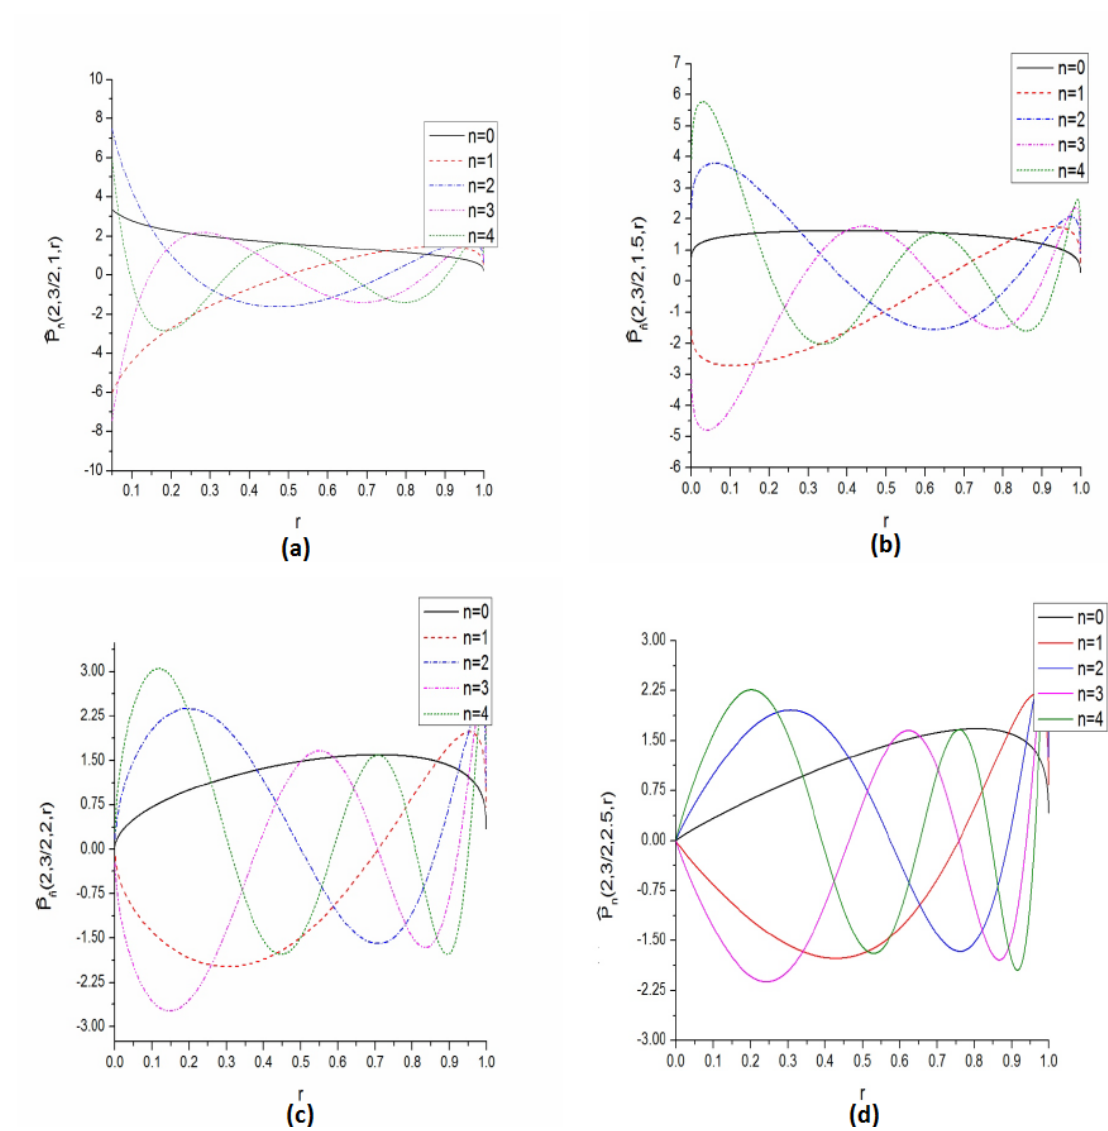 10
8
6
4
2
0
-2
-4
-6
-8
-10
P̂ₙ(2,3/2,1,r)
n=0
n=1
n=2
n=3
n=4
0.1 0.2 0.3 0.4 0.5 0.6 0.7 0.8 0.9 1.0
r
(a)
7
6
5
4
3
2
1
0
-1
-2
-3
-4
-5
-6
P̂ₙ(2,3/2,1.5,r)
n=0
n=1
n=2
n=3
n=4
0.0 0.1 0.2 0.3 0.4 0.5 0.6 0.7 0.8 0.9 1.0
r
(b)
3.00
2.25
1.50
0.75
0.00
-0.75
-1.50
-2.25
-3.00
P̂ₙ(2,3/2,2,r)
n=0
n=1
n=2
n=3
n=4
0.0 0.1 0.2 0.3 0.4 0.5 0.6 0.7 0.8 0.9 1.0
r
(c)
3.00
2.25
1.50
0.75
0.00
-0.75
-1.50
-2.25
-3.00
P̂ₙ(2,3/2,2.5,r)
n=0
n=1
n=2
n=3
n=4
0.0 0.1 0.2 0.3 0.4 0.5 0.6 0.7 0.8 0.9 1.0
r
(d)